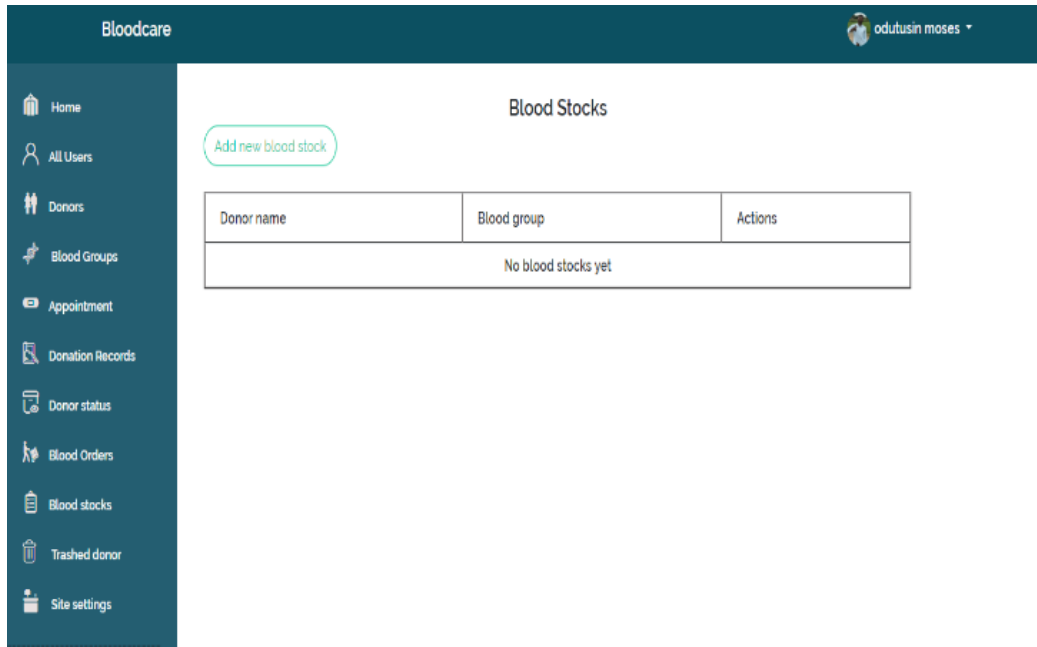 Bloodcare
odutusin moses
Home
All Users
Donors
Blood Groups
Appointment
Donation Records
Donor status
Blood Orders
Blood stocks
Trashed donor
Site settings
Blood Stocks
Add new blood stock
Donor name Blood group Actions
No blood stocks yet